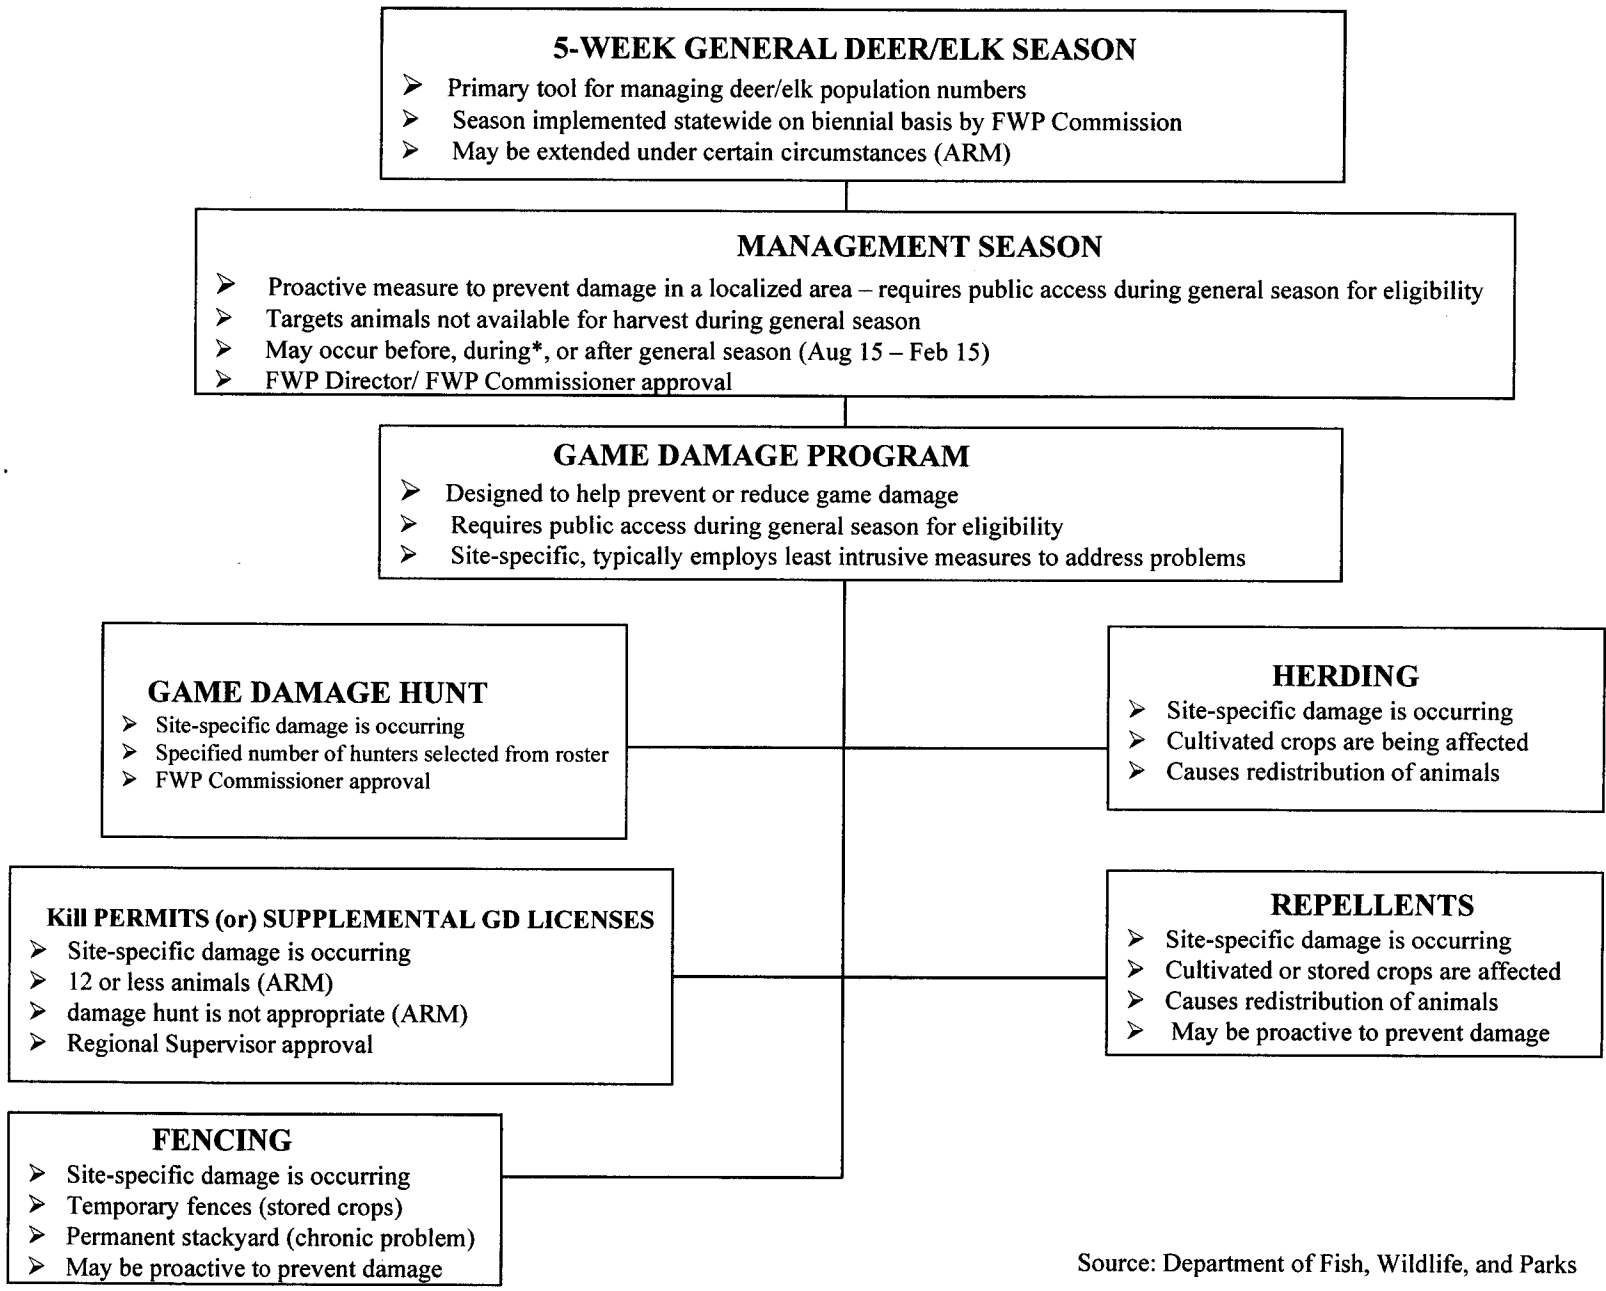 5-WEEK GENERAL DEER/ELK SEASON
➢ Primary tool for managing deer/elk population numbers
➢ Season implemented statewide on biennial basis by FWP Commission
➢ May be extended under certain circumstances (ARM)
MANAGEMENT SEASON
➢ Proactive measure to prevent damage in a localized area – requires public access during general season for eligibility
➢ Targets animals not available for harvest during general season
➢ May occur before, during*, or after general season (Aug 15 – Feb 15)
➢ FWP Director/ FWP Commissioner approval
GAME DAMAGE PROGRAM
➢ Designed to help prevent or reduce game damage
➢ Requires public access during general season for eligibility
➢ Site-specific, typically employs least intrusive measures to address problems
GAME DAMAGE HUNT
➢ Site-specific damage is occurring
➢ Specified number of hunters selected from roster
➢ FWP Commissioner approval
HERDING
➢ Site-specific damage is occurring
➢ Cultivated crops are being affected
➢ Causes redistribution of animals
Kill PERMITS (or) SUPPLEMENTAL GD LICENSES
➢ Site-specific damage is occurring
➢ 12 or less animals (ARM)
➢ damage hunt is not appropriate (ARM)
➢ Regional Supervisor approval
REPELLENTS
➢ Site-specific damage is occurring
➢ Cultivated or stored crops are affected
➢ Causes redistribution of animals
➢ May be proactive to prevent damage
FENCING
➢ Site-specific damage is occurring
➢ Temporary fences (stored crops)
➢ Permanent stackyard (chronic problem)
➢ May be proactive to prevent damage
Source: Department of Fish, Wildlife, and Parks